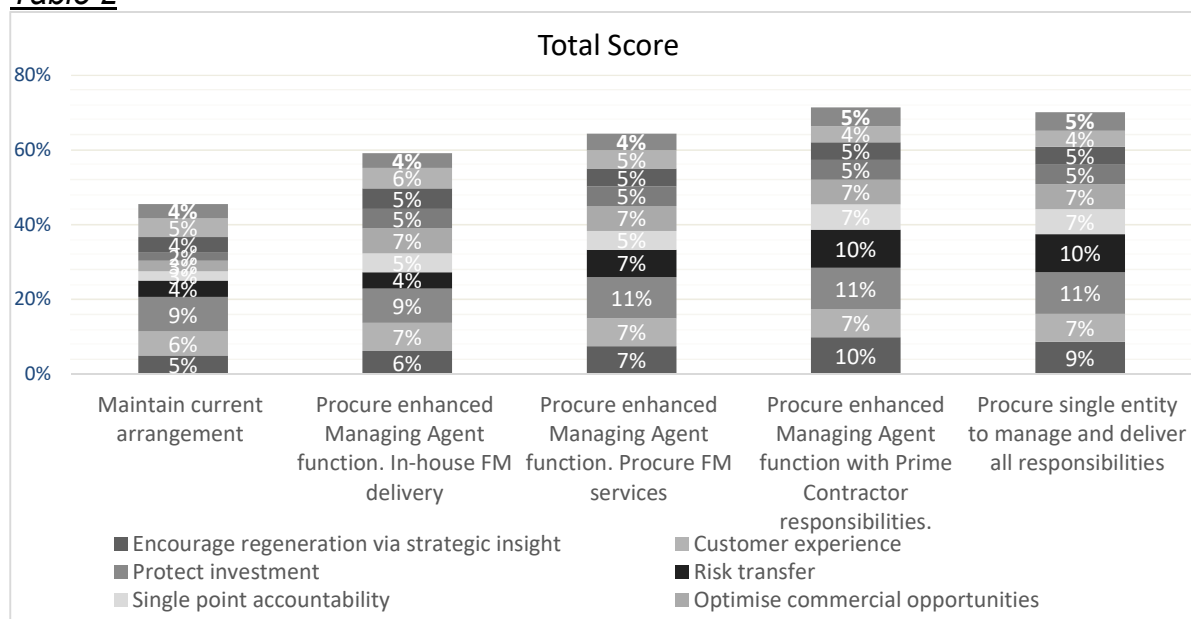 Table 2
Total Score
80%
60%
40%
20%
0%
4%
5%
4%
4%
9%
6%
5%
4%
6%
5%
5%
7%
5%
4%
9%
7%
6%
4%
5%
5%
5%
7%
5%
7%
11%
7%
7%
5%
4%
5%
5%
7%
7%
10%
11%
7%
10%
5%
4%
5%
5%
7%
7%
10%
11%
7%
9%
Maintain current
arrangement
Procure enhanced
Managing Agent
function. In-house FM
delivery
Procure enhanced
Managing Agent
function. Procure FM
services
Procure enhanced
Managing Agent
function with Prime
Contractor
responsibilities.
Procure single entity
to manage and deliver
all responsibilities
Encourage regeneration via strategic insight
Customer experience
Protect investment
Risk transfer
Single point accountability
Optimise commercial opportunities